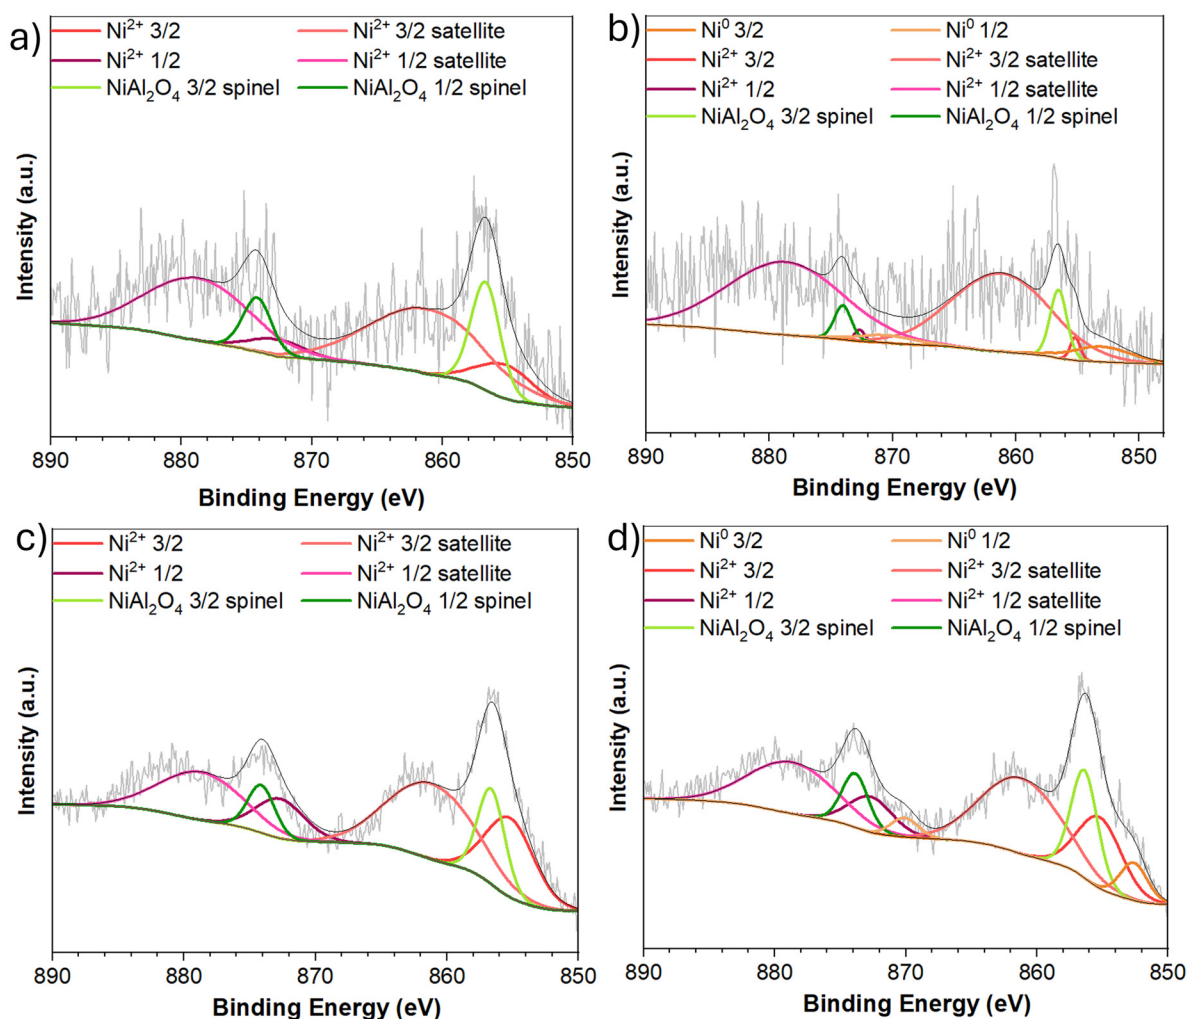 a)
Ni²⁺ 3/2 Ni²⁺ 3/2 satellite
Ni²⁺ 1/2 Ni²⁺ 1/2 satellite
NiAl₂O₄ 3/2 spinel NiAl₂O₄ 1/2 spinel
Intensity (a.u.)
890 880 870 860 850
Binding Energy (eV)
b)
Ni⁰ 3/2 Ni⁰ 1/2
Ni²⁺ 3/2 Ni²⁺ 3/2 satellite
Ni²⁺ 1/2 Ni²⁺ 1/2 satellite
NiAl₂O₄ 3/2 spinel NiAl₂O₄ 1/2 spinel
Intensity (a.u.)
890 880 870 860 850
Binding Energy (eV)
c)
Ni²⁺ 3/2 Ni²⁺ 3/2 satellite
Ni²⁺ 1/2 Ni²⁺ 1/2 satellite
NiAl₂O₄ 3/2 spinel NiAl₂O₄ 1/2 spinel
Intensity (a.u.)
890 880 870 860 850
Binding Energy (eV)
d)
Ni⁰ 3/2 Ni⁰ 1/2
Ni²⁺ 3/2 Ni²⁺ 3/2 satellite
Ni²⁺ 1/2 Ni²⁺ 1/2 satellite
NiAl₂O₄ 3/2 spinel NiAl₂O₄ 1/2 spinel
Intensity (a.u.)
890 880 870 860 850
Binding Energy (eV)